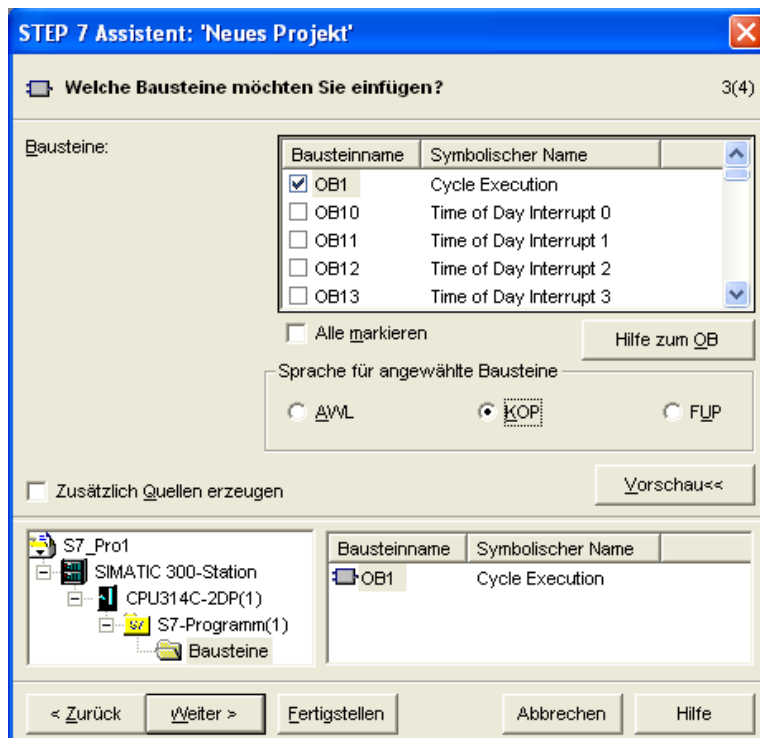 STEP 7 Assistent: 'Neues Projekt'
Welche Bausteine möchten Sie einfügen? 3(4)
Bausteine:
Bausteinname Symbolischer Name
OB1 Cycle Execution
OB10 Time of Day Interrupt 0
OB11 Time of Day Interrupt 1
OB12 Time of Day Interrupt 2
OB13 Time of Day Interrupt 3
Alle markieren
Hilfe zum OB
Sprache für angewählte Bausteine
AWL KOP FUP
Zusätzlich Quellen erzeugen
Vorschau<<
S7_Pro1
SIMATIC 300-Station
CPU314C-2DP(1)
S7-Programm(1)
Bausteine
Bausteinname Symbolischer Name
OB1 Cycle Execution
< Zurück Weiter > Fertigstellen Abbrechen Hilfe